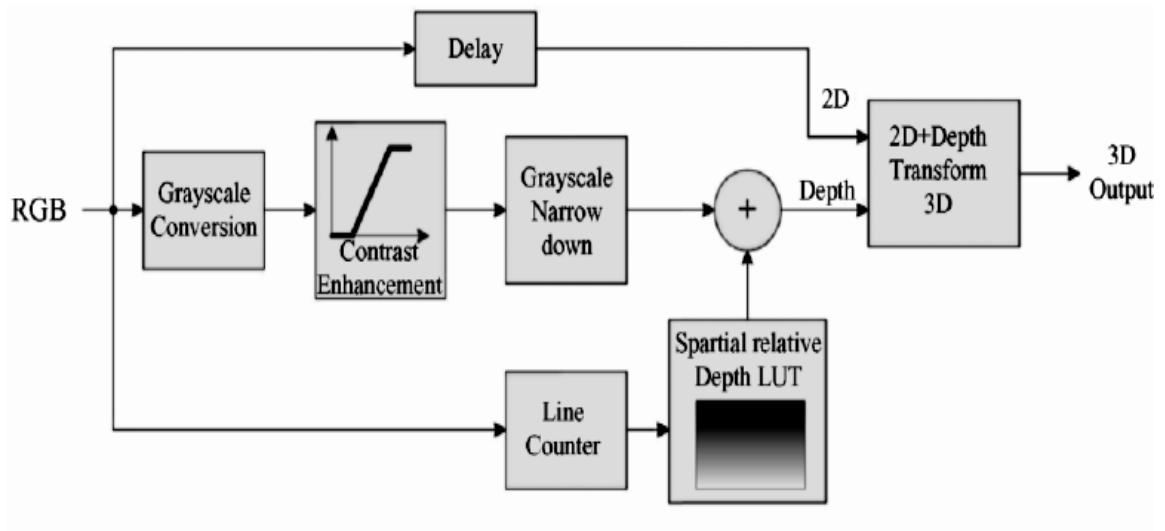 Delay
2D
2D+Depth
Transform
3D
3D
Output
RGB
Grayscale
Conversion
Contrast
Enhancement
Grayscale
Narrow
down
+
Depth
Spartial relative
Depth LUT
Line
Counter